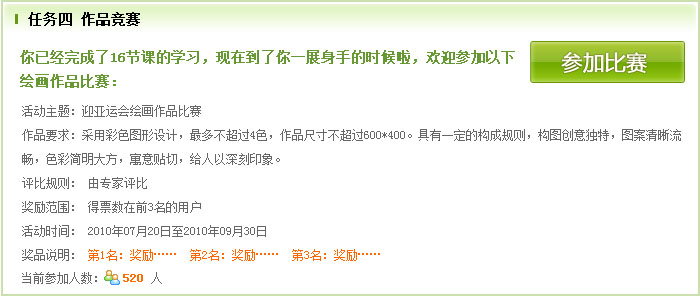 任务四 作品竞赛
你已经完成了16节课的学习，现在到了你一展身手的时候啦，欢迎参加以下
绘画作品比赛：
参加比赛
活动主题： 迎亚运会绘画作品比赛
作品要求： 采用彩色图形设计，最多不超过4色，作品尺寸不超过600*400。具有一定的构成规则，构图创意独特，图案清晰流
畅，色彩简明大方，寓意贴切，给人以深刻印象。
评比规则： 由专家评比
奖励范围： 得票数在前3名的用户
活动时间： 2010年07月20日至2010年09月30日
奖品说明： 第1名：奖励…… 第2名：奖励…… 第3名：奖励……
当前参加人数： 520 人